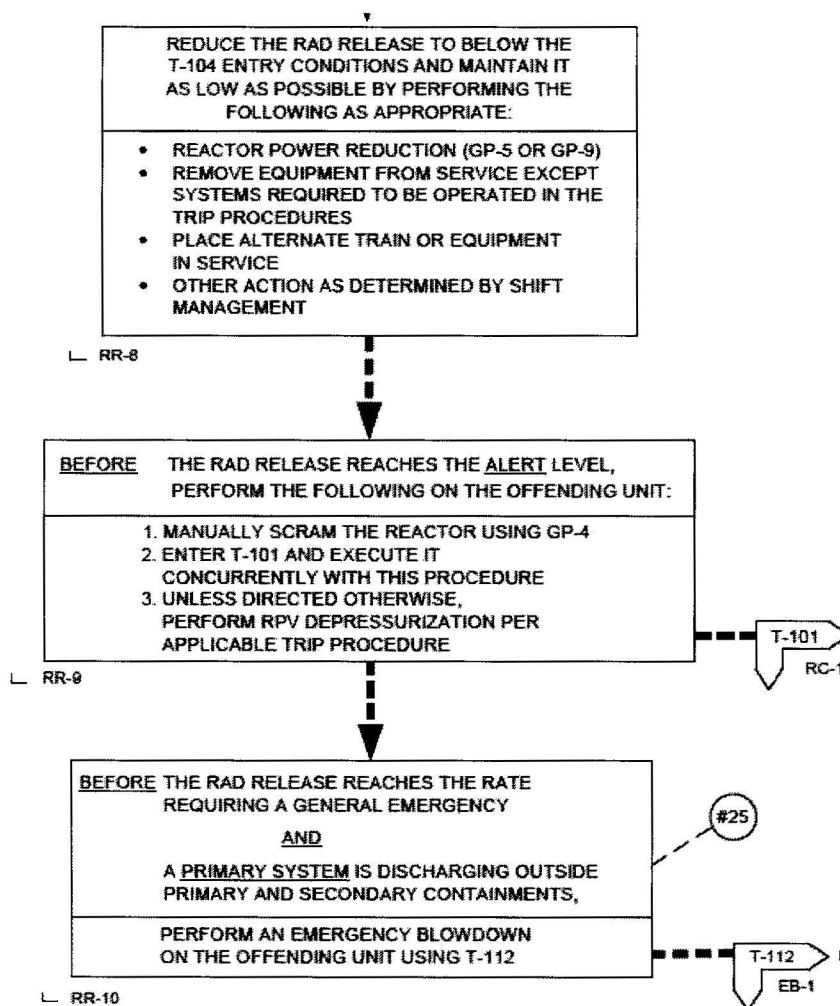 REDUCE THE RAD RELEASE TO BELOW THE
T-104 ENTRY CONDITIONS AND MAINTAIN IT
AS LOW AS POSSIBLE BY PERFORMING THE
FOLLOWING AS APPROPRIATE:
• REACTOR POWER REDUCTION (GP-5 OR GP-9)
• REMOVE EQUIPMENT FROM SERVICE EXCEPT
SYSTEMS REQUIRED TO BE OPERATED IN THE
TRIP PROCEDURES
• PLACE ALTERNATE TRAIN OR EQUIPMENT
IN SERVICE
• OTHER ACTION AS DETERMINED BY SHIFT
MANAGEMENT
RR-8
BEFORE THE RAD RELEASE REACHES THE ALERT LEVEL,
PERFORM THE FOLLOWING ON THE OFFENDING UNIT:
1. MANUALLY SCRAM THE REACTOR USING GP-4
2. ENTER T-101 AND EXECUTE IT
CONCURRENTLY WITH THIS PROCEDURE
3. UNLESS DIRECTED OTHERWISE,
PERFORM RPV DEPRESSURIZATION PER
APPLICABLE TRIP PROCEDURE
T-101
RC-1
RR-9
BEFORE THE RAD RELEASE REACHES THE RATE
REQUIRING A GENERAL EMERGENCY
AND
A PRIMARY SYSTEM IS DISCHARGING OUTSIDE
PRIMARY AND SECONDARY CONTAINMENTS,
#25
PERFORM AN EMERGENCY BLOWDOWN
ON THE OFFENDING UNIT USING T-112
T-112
EB-1
RR-10